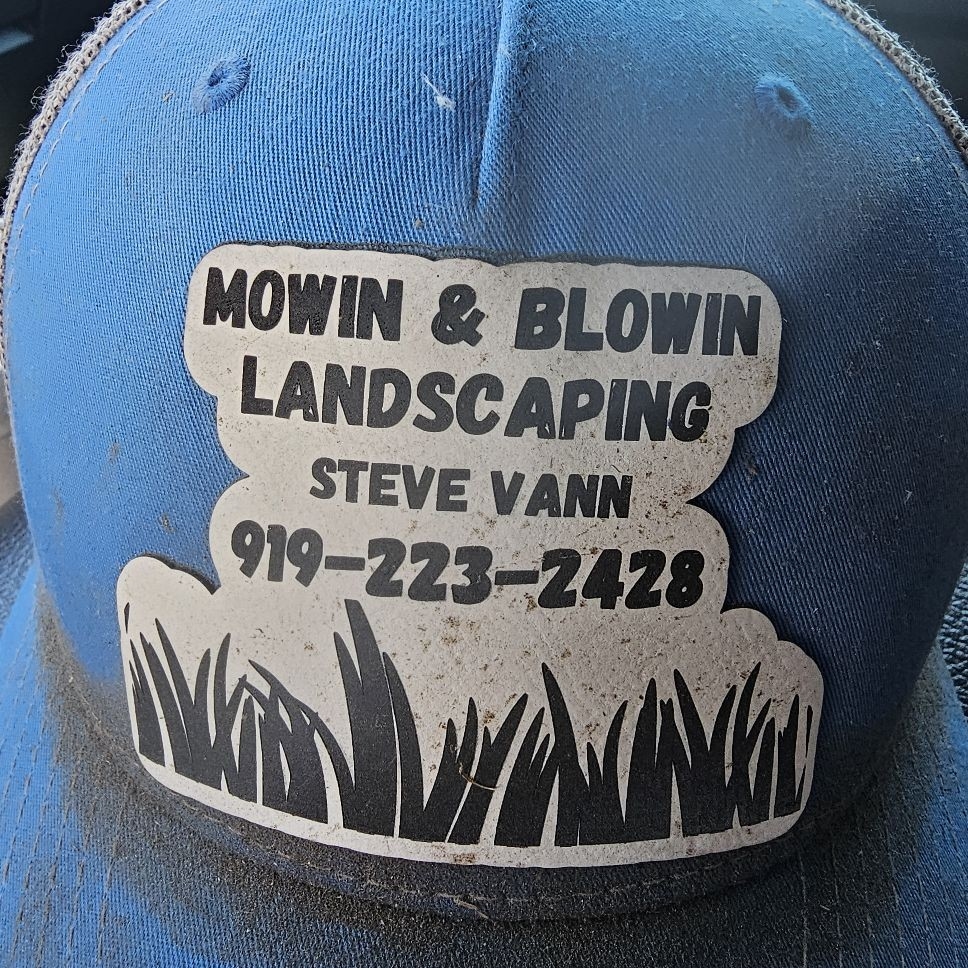 MOWIN & BLOWIN
LANDSCAPING
STEVE VANN
919-223-2428